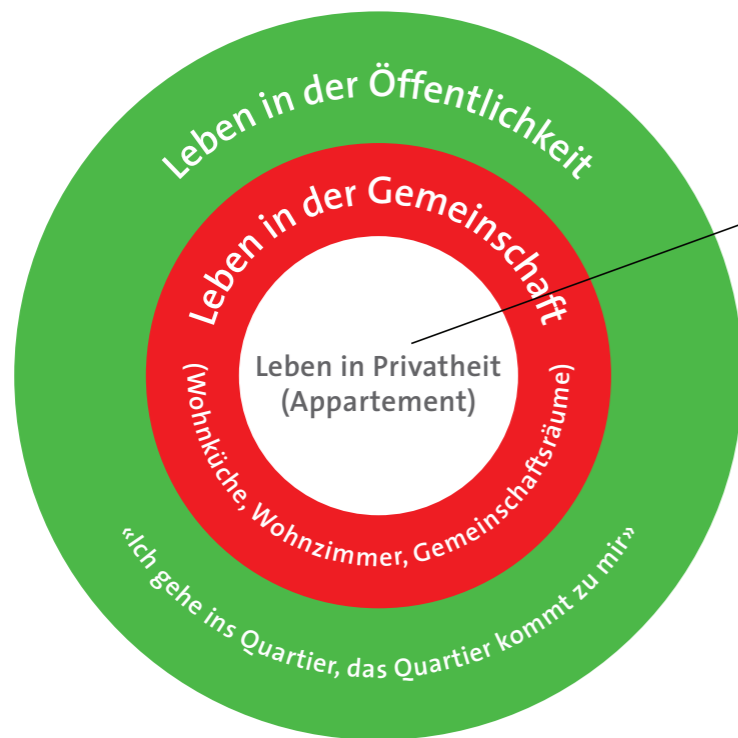 Leben in der Öffentlichkeit
Leben in der Gemeinschaft
Leben in Privatheit
(Appartement)
(Wohnküche, Wohnzimmer, Gemeinschaftsräume)
«Ich gehe ins Quartier, das Quartier kommt zu mir»